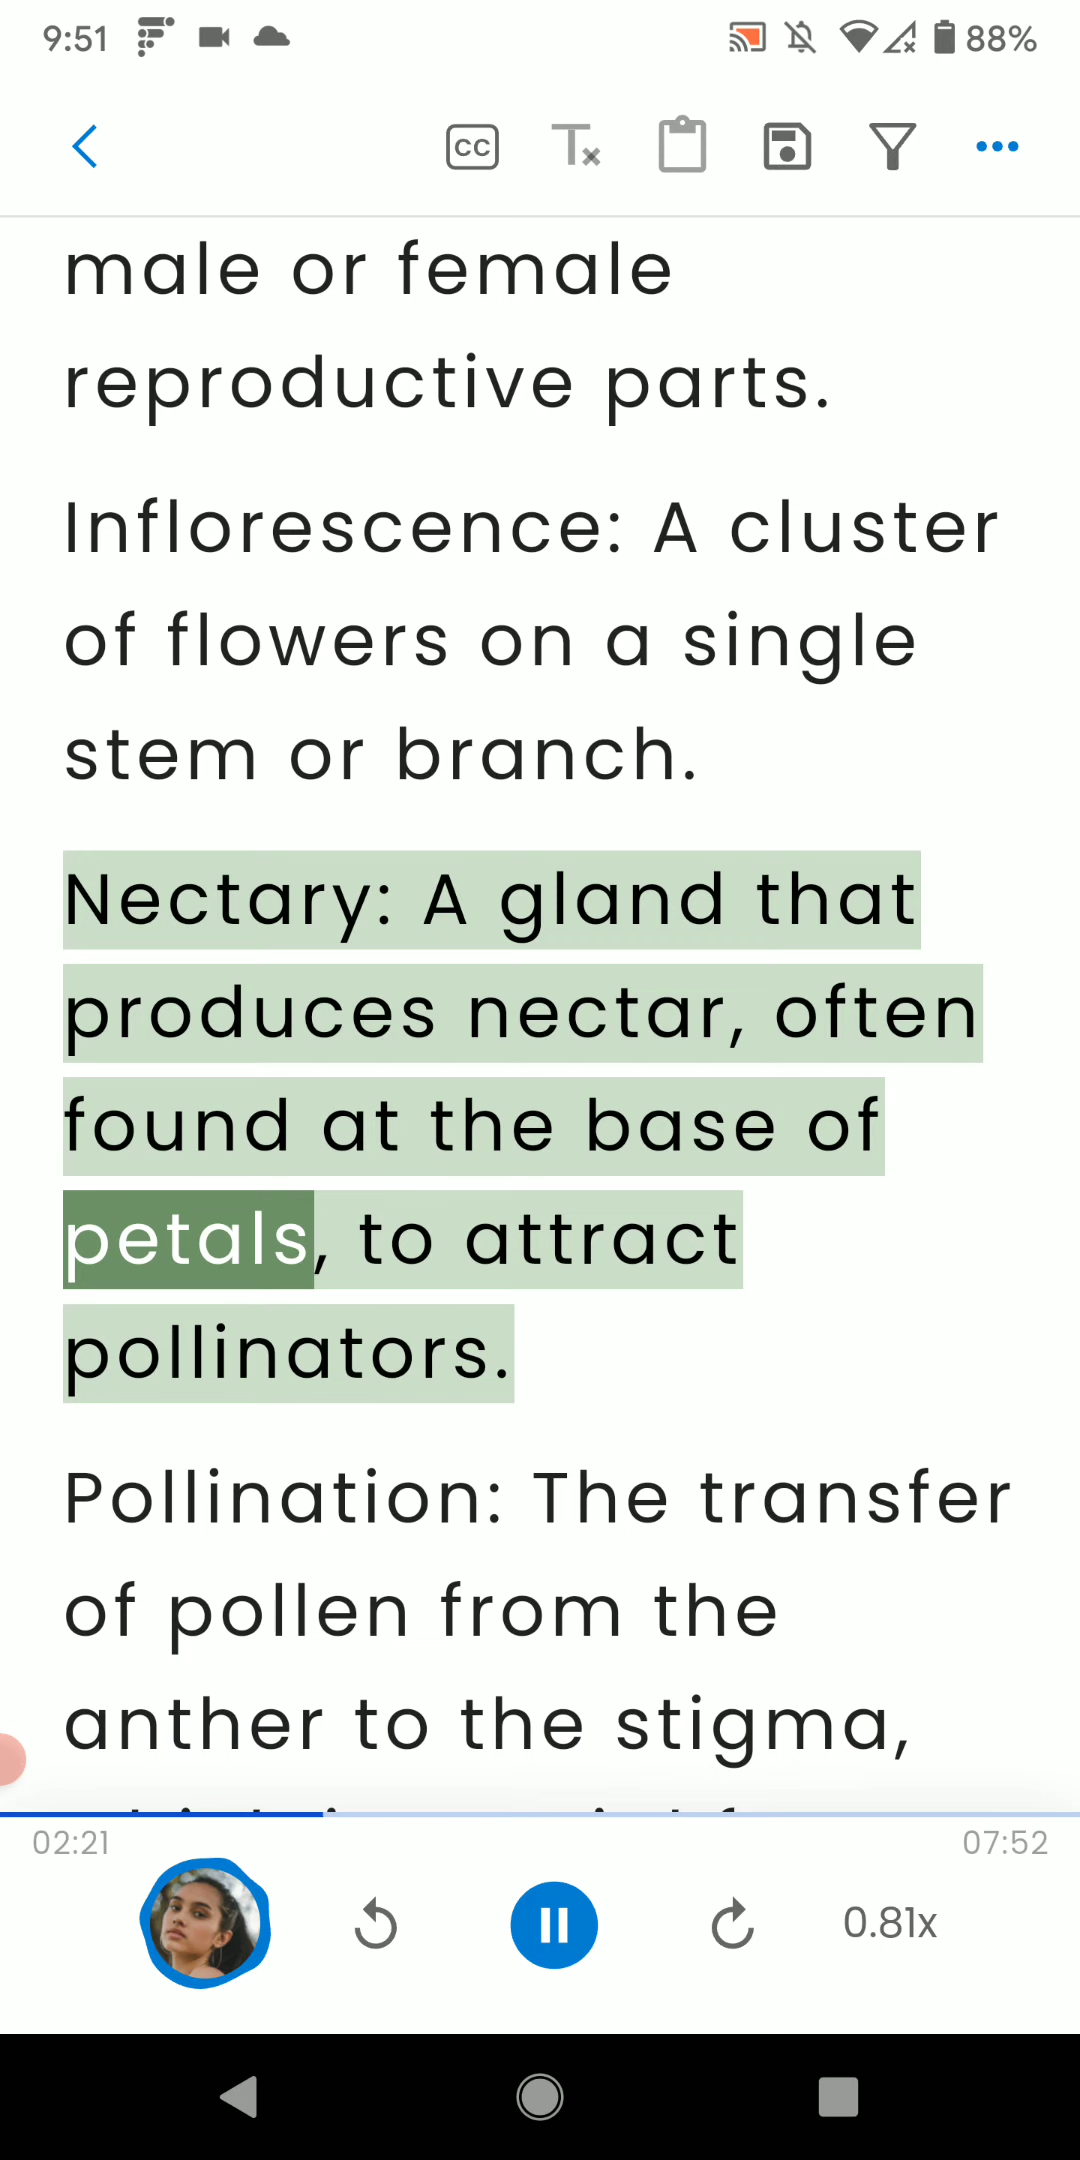 9:51
88%
CC
male or female
reproductive parts.
Inflorescence: A cluster
of flowers on a single
stem or branch.
Nectary: A gland that
produces nectar, often
found at the base of
petals, to attract
pollinators.
Pollination: The transfer
of pollen from the
anther to the stigma,
02:21
07:52
0.81x